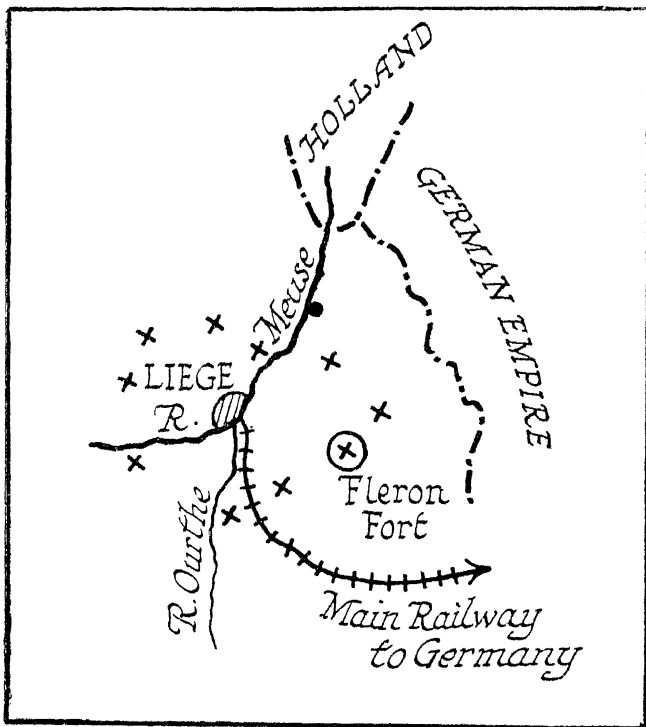 HOLLAND
GERMAN EMPIRE
Meuse
LIEGE
R.
Fleron
Fort
R. Ourthe
Main Railway
to Germany